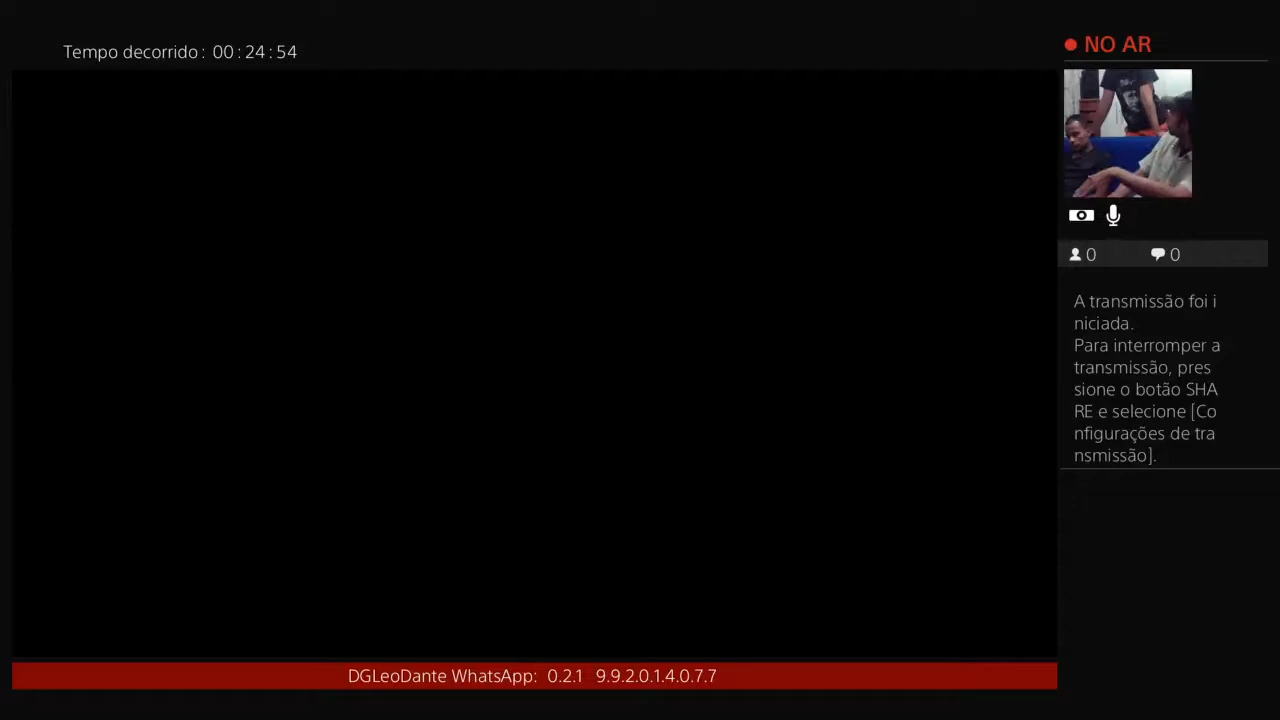 Tempo decorrido: 00:24:54
NO AR
0 0
A transmissão foi i
niciada.
Para interromper a
transmissão, pres
sione o botão SHA
RE e selecione [Co
nfigurações de tra
nsmissão].
DGLeoDante WhatsApp: 0.2.1 9.9.2.0.1.4.0.7.7